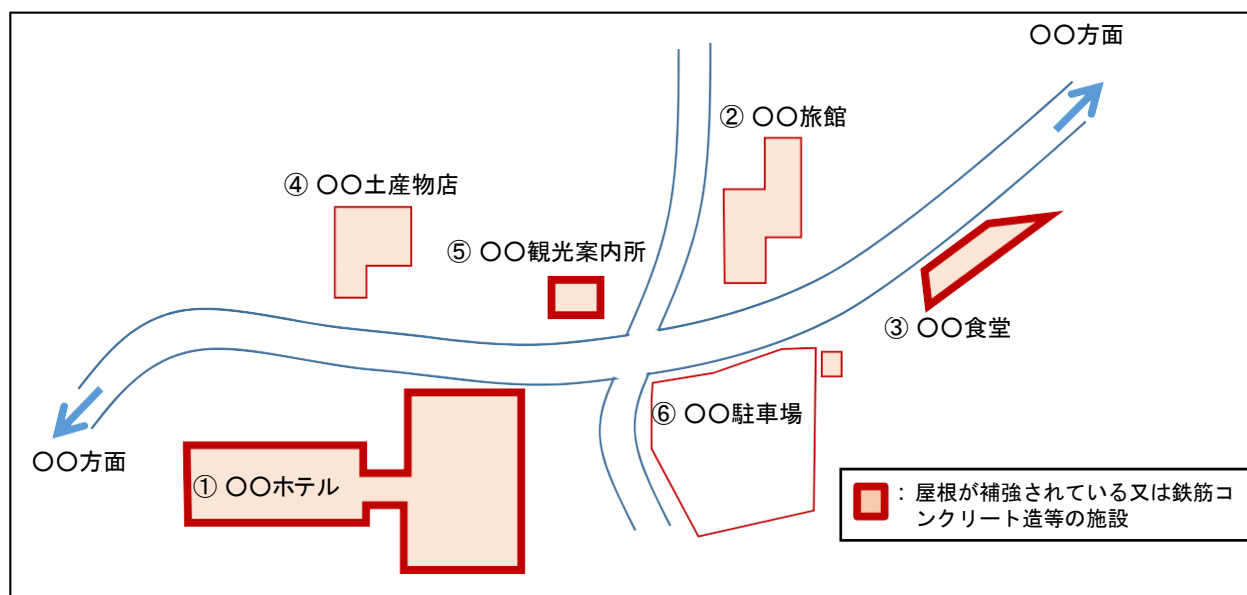 〇〇方面
② 〇〇旅館
④ 〇〇土産物店
⑤ 〇〇観光案内所
③ 〇〇食堂
⑥ 〇〇駐車場
〇〇方面
① 〇〇ホテル
：屋根が補強されている又は鉄筋コ
ンクリート造等の施設